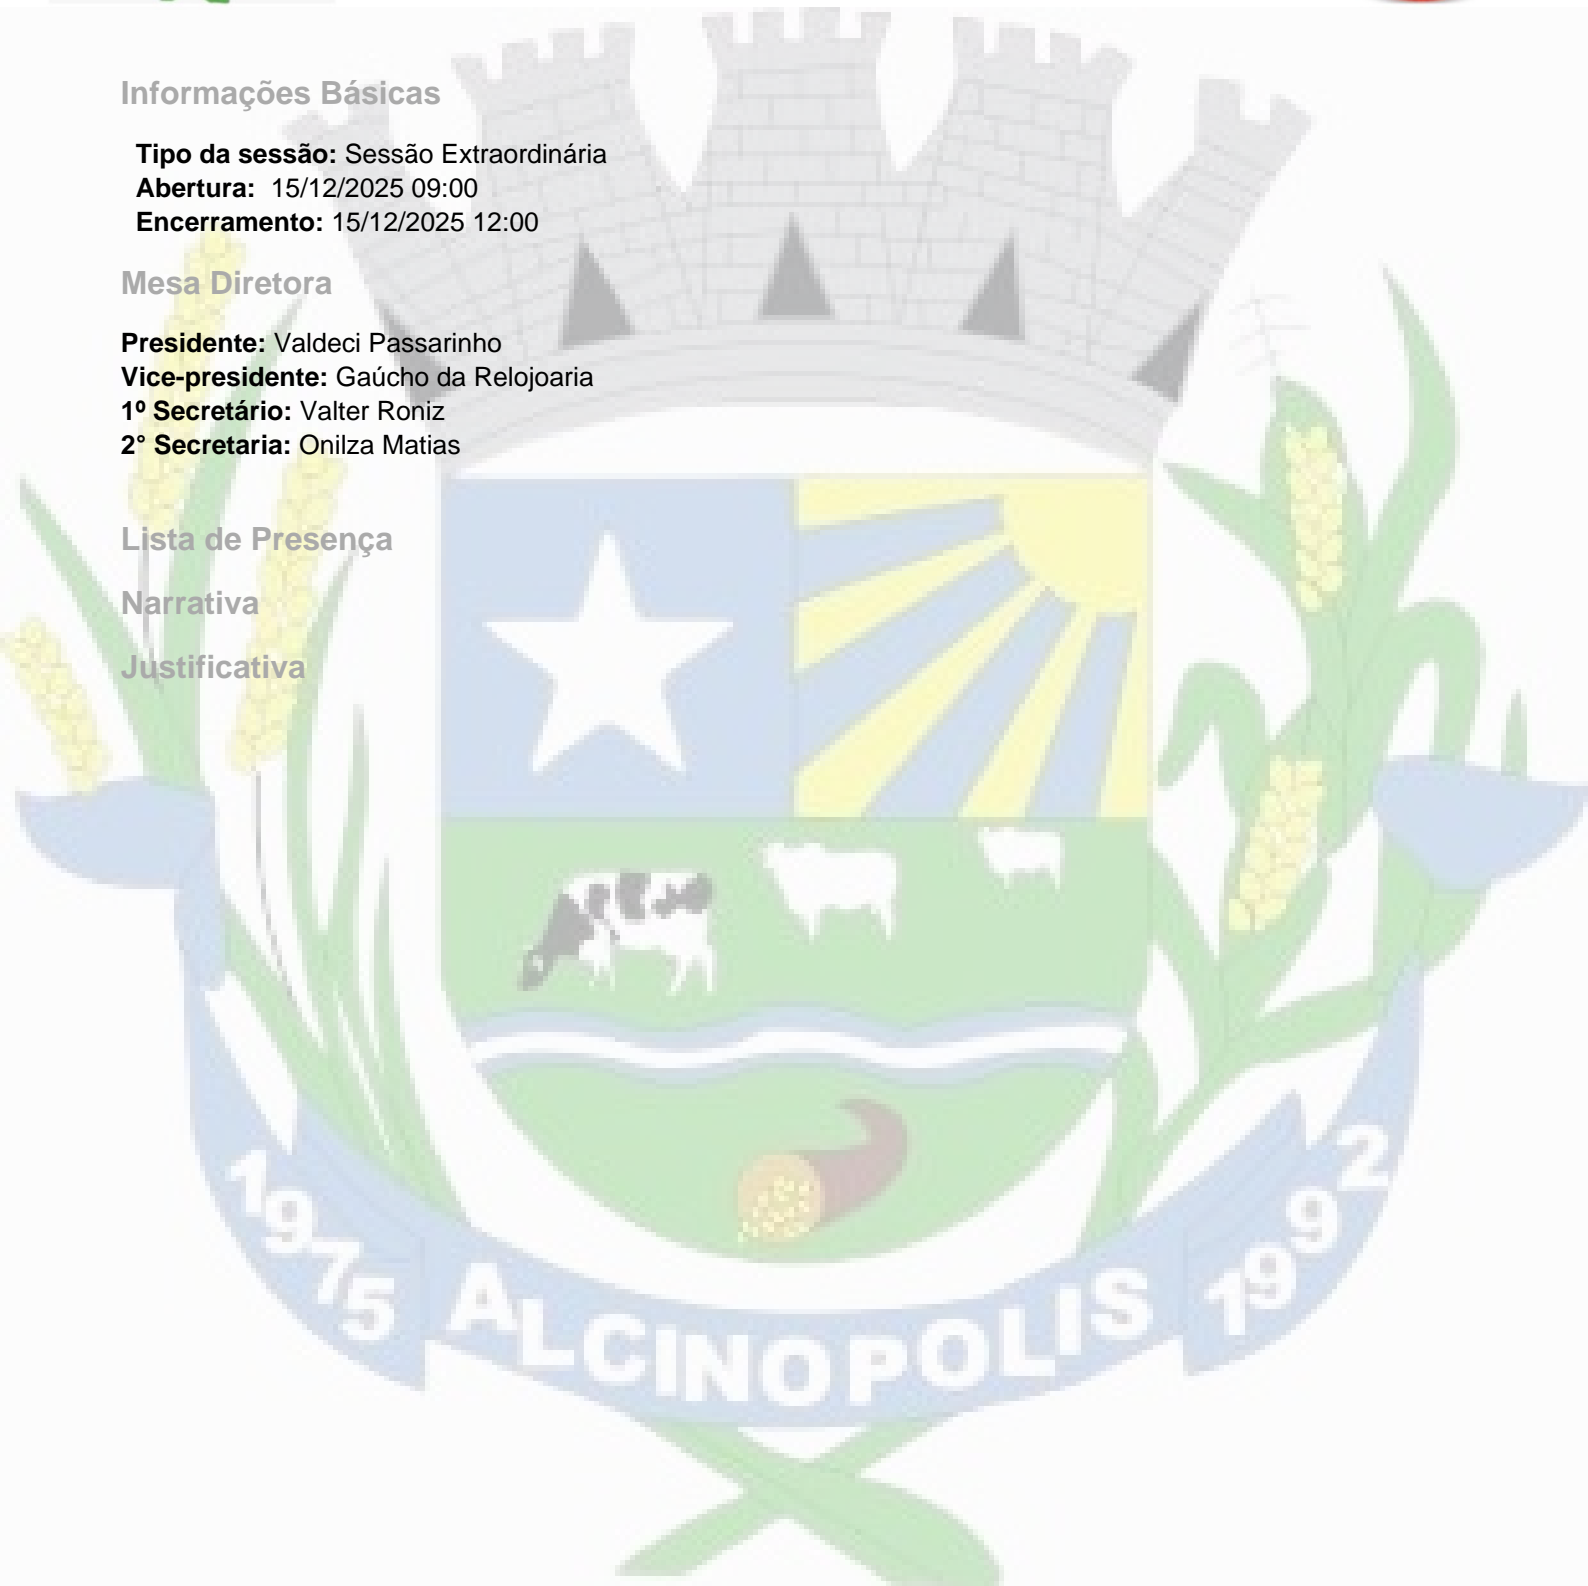 Informações Básicas
Tipo da sessão: Sessão Extraordinária
Abertura: 15/12/2025 09:00
Encerramento: 15/12/2025 12:00
Mesa Diretora
Presidente: Valdeci Passarinho
Vice-presidente: Gaúcho da Relojoaria
1º Secretário: Valter Roniz
2° Secretaria: Onilza Matias
Lista de Presença
Narrativa
Justificativa
1975 ALCINOPOLIS 1992